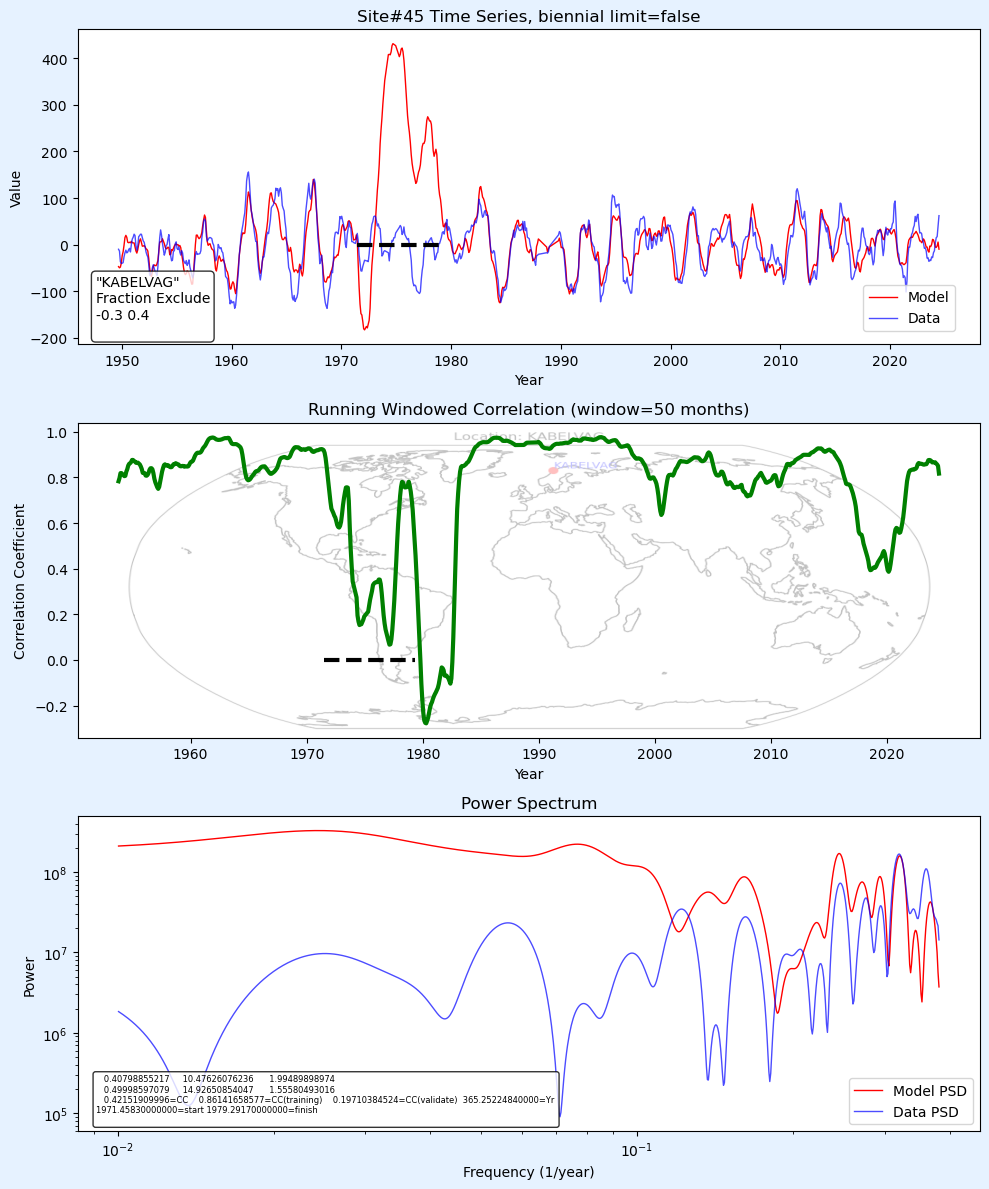 Site#45 Time Series, biennial limit=false
400
300
200
100
0
−100
−200
Value
"KABELVAG"
Fraction Exclude
-0.3 0.4
Model
Data
1950 1960 1970 1980 1990 2000 2010 2020
Year
Running Windowed Correlation (window=50 months)
Location: KABELVAG
KABELVAG
1.0
0.8
0.6
0.4
0.2
0.0
−0.2
Correlation Coefficient
1960 1970 1980 1990 2000 2010 2020
Year
Power Spectrum
10^8
10^7
10^6
10^5
Power
0.40798855217 10.47626076236 1.99489898974
0.49998597079 14.92650854047 1.55580493016
0.42151909996=CC 0.86141658577=CC(training) 0.19710384524=CC(validate) 365.25224840000=Yr
1971.45830000000=start 1979.29170000000=finish
Model PSD
Data PSD
10^−2 10^−1
Frequency (1/year)